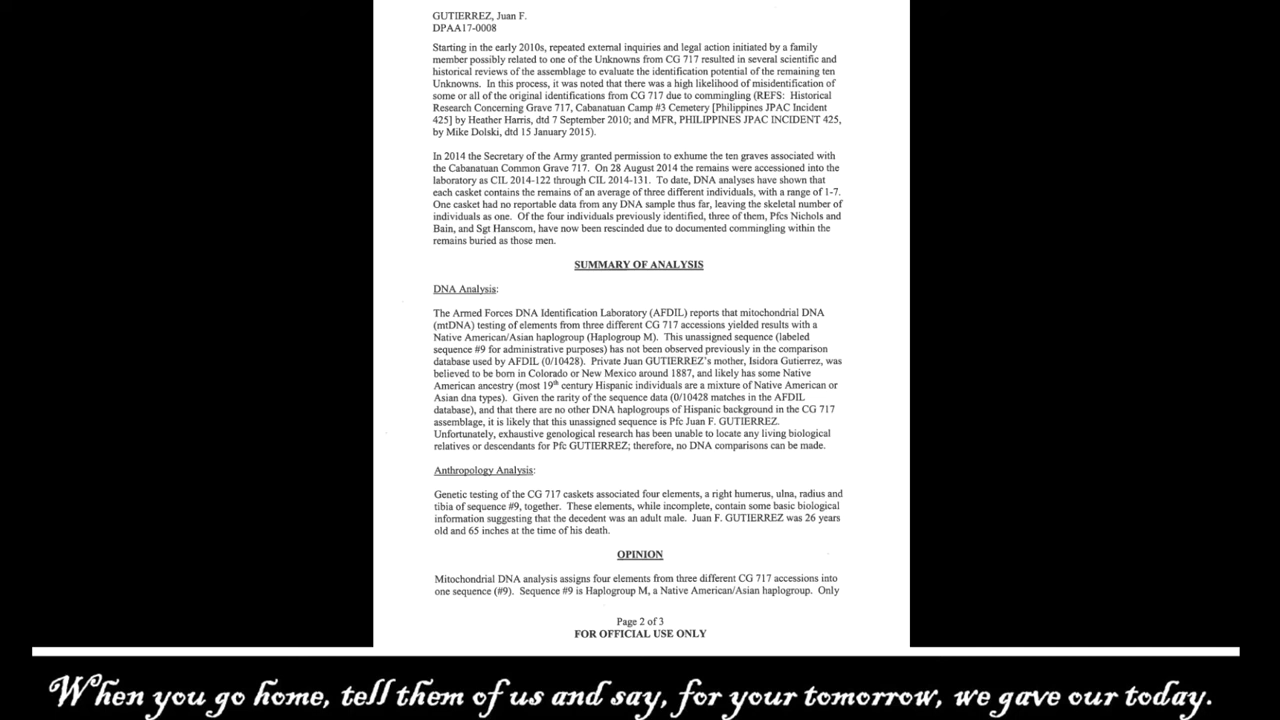 GUTIERREZ, Juan F.
DPAA17-0008
Starting in the early 2010s, repeated external inquiries and legal action initiated by a family
member possibly related to one of the Unknowns from CG 717 resulted in several scientific and
historical reviews of the assemblage to evaluate the identification potential of the remaining ten
Unknowns. In this process, it was noted that there was a high likelihood of misidentification of
some or all of the original identifications from CG 717 due to commingling (REFS: Historical
Research Concerning Grave 717, Cabanatuan Camp #3 Cemetery [Philippines JPAC Incident
425] by Heather Harris, dtd 7 September 2010; and MFR, PHILIPPINES JPAC INCIDENT 425,
by Mike Dolski, dtd 15 January 2015).
In 2014 the Secretary of the Army granted permission to exhume the ten graves associated with
the Cabanatuan Common Grave 717. On 28 August 2014 the remains were accessioned into the
laboratory as CIL 2014-122 through CIL 2014-131. To date, DNA analyses have shown that
each casket contains the remains of an average of three different individuals, with a range of 1-7.
One casket had no reportable data from any DNA sample thus far, leaving the skeletal number of
individuals as one. Of the four individuals previously identified, three of them, Pfcs Nichols and
Bain, and Sgt Hanscom, have now been rescinded due to documented commingling within the
remains buried as those men.
SUMMARY OF ANALYSIS
DNA Analysis:
The Armed Forces DNA Identification Laboratory (AFDIL) reports that mitochondrial DNA
(mtDNA) testing of elements from three different CG 717 accessions yielded results with a
Native American/Asian haplogroup (Haplogroup M). This unassigned sequence (labeled
sequence #9 for administrative purposes) has not been observed previously in the comparison
database used by AFDIL (0/10428). Private Juan GUTIERREZ's mother, Isidora Gutierrez, was
believed to be born in Colorado or New Mexico around 1887, and likely has some Native
American ancestry (most 19th century Hispanic individuals are a mixture of Native American or
Asian dna types). Given the rarity of the sequence data (0/10428 matches in the AFDIL
database), and that there are no other DNA haplogroups of Hispanic background in the CG 717
assemblage, it is likely that this unassigned sequence is Pfc Juan F. GUTIERREZ.
Unfortunately, exhaustive genological research has been unable to locate any living biological
relatives or descendants for Pfc GUTIERREZ; therefore, no DNA comparisons can be made.
Anthropology Analysis:
Genetic testing of the CG 717 caskets associated four elements, a right humerus, ulna, radius and
tibia of sequence #9, together. These elements, while incomplete, contain some basic biological
information suggesting that the decedent was an adult male. Juan F. GUTIERREZ was 26 years
old and 65 inches at the time of his death.
OPINION
Mitochondrial DNA analysis assigns four elements from three different CG 717 accessions into
one sequence (#9). Sequence #9 is Haplogroup M, a Native American/Asian haplogroup. Only
Page 2 of 3
FOR OFFICIAL USE ONLY
When you go home, tell them of us and say, for your tomorrow, we gave our today.